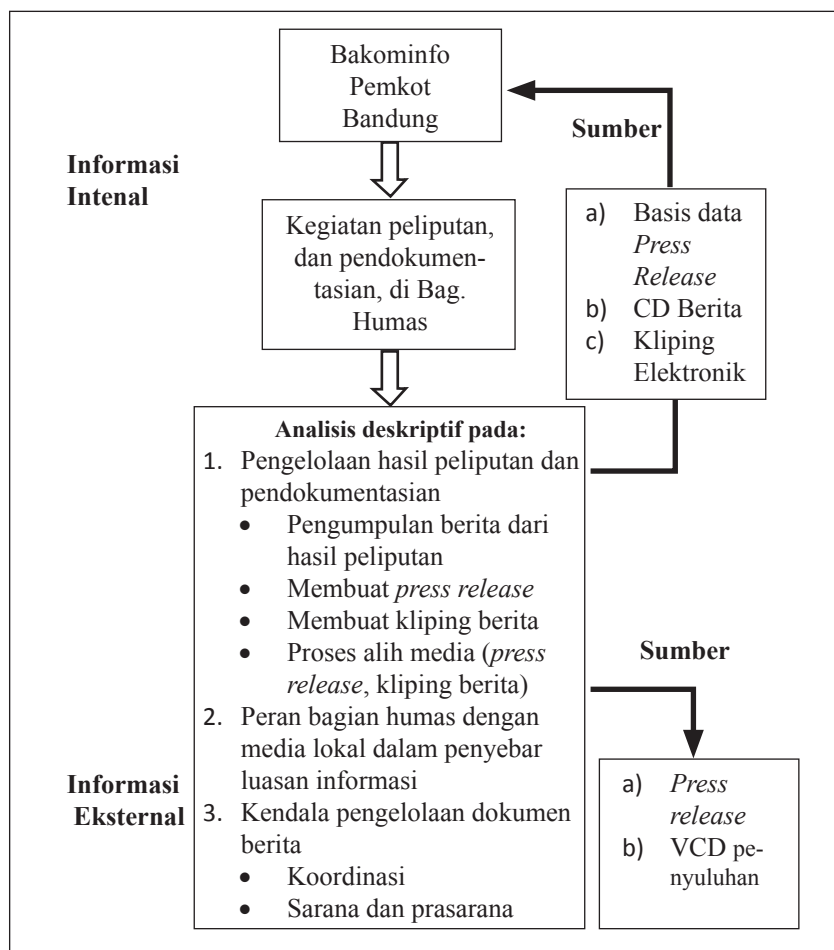 Bakominfo
Pemkot
Bandung
Sumber
Informasi
Intenal
Kegiatan peliputan,
dan pendokumen-
tasian, di Bag.
Humas
a) Basis data
Press
Release
b) CD Berita
c) Kliping
Elektronik
Analisis deskriptif pada:
1. Pengelolaan hasil peliputan dan
pendokumentasian
• Pengumpulan berita dari
hasil peliputan
• Membuat press release
• Membuat kliping berita
• Proses alih media (press
release, kliping berita)
2. Peran bagian humas dengan
media lokal dalam penyebar
luasan informasi
3. Kendala pengelolaan dokumen
berita
• Koordinasi
• Sarana dan prasarana
Informasi
Eksternal
Sumber
a) Press
release
b) VCD pe-
nyuluhan